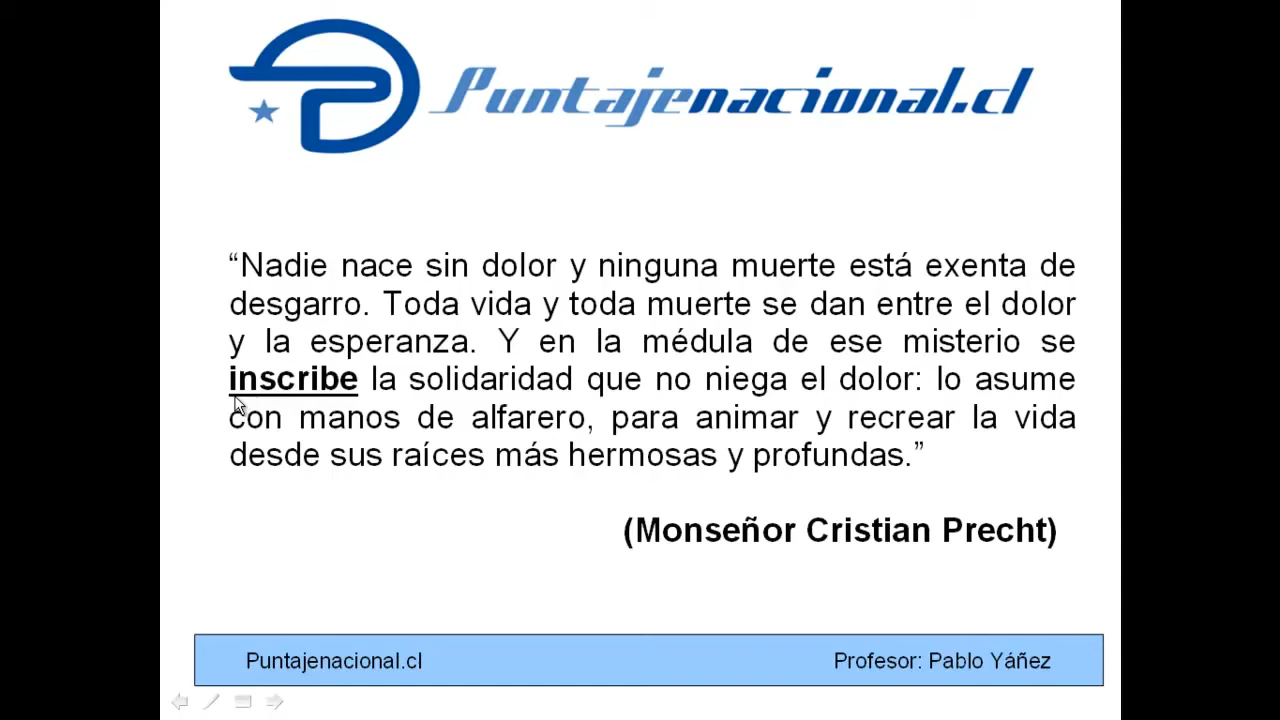 Puntajenacional.cl
“Nadie nace sin dolor y ninguna muerte está exenta de
desgarro. Toda vida y toda muerte se dan entre el dolor
y la esperanza. Y en la médula de ese misterio se
inscribe la solidaridad que no niega el dolor: lo asume
con manos de alfarero, para animar y recrear la vida
desde sus raíces más hermosas y profundas.”
(Monseñor Cristian Precht)
Puntajenacional.cl
Profesor: Pablo Yáñez